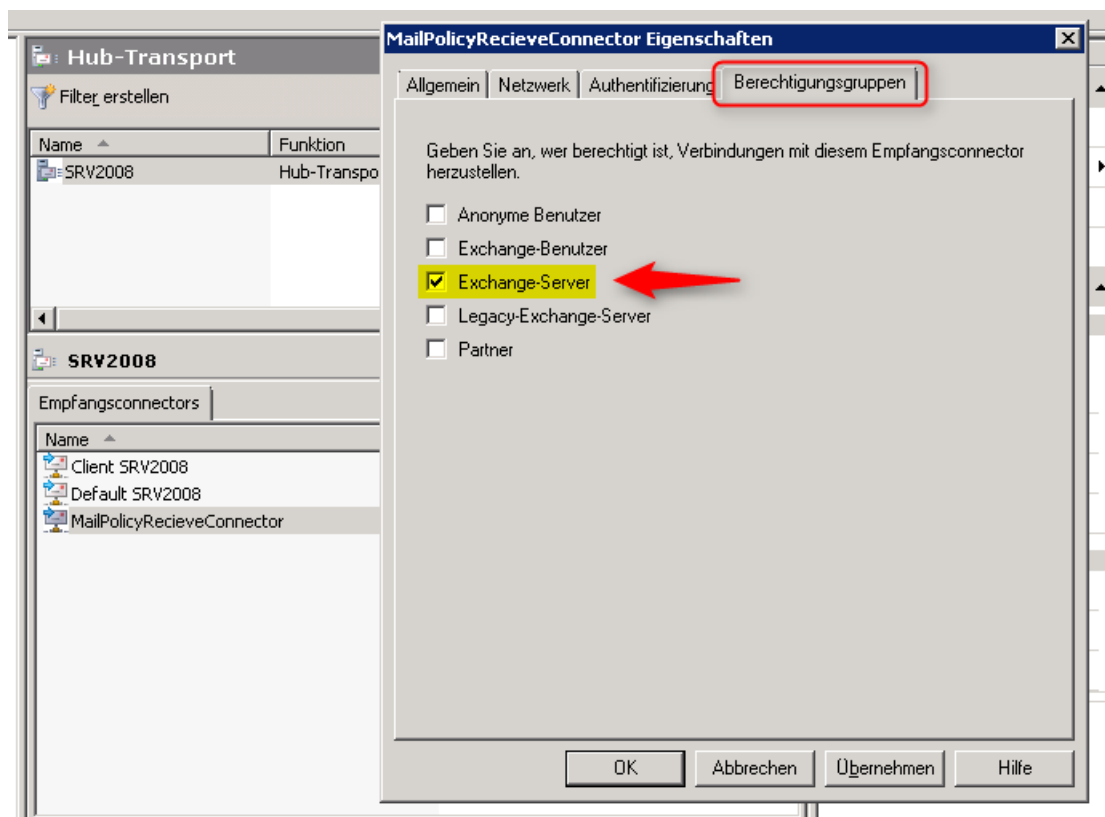 Hub-Transport
Filter erstellen
Name
Funktion
SRV2008
Hub-Transpo
SRV2008
Empfangsconnectors
Name
Client SRV2008
Default SRV2008
MailPolicyRecieveConnector
MailPolicyRecieveConnector Eigenschaften
Allgemein
Netzwerk
Authentifizierung
Berechtigungsgruppen
Geben Sie an, wer berechtigt ist, Verbindungen mit diesem Empfangsconnector
herzustellen.
Anonyme Benutzer
Exchange-Benutzer
Exchange-Server
Legacy-Exchange-Server
Partner
OK
Abbrechen
Übernehmen
Hilfe